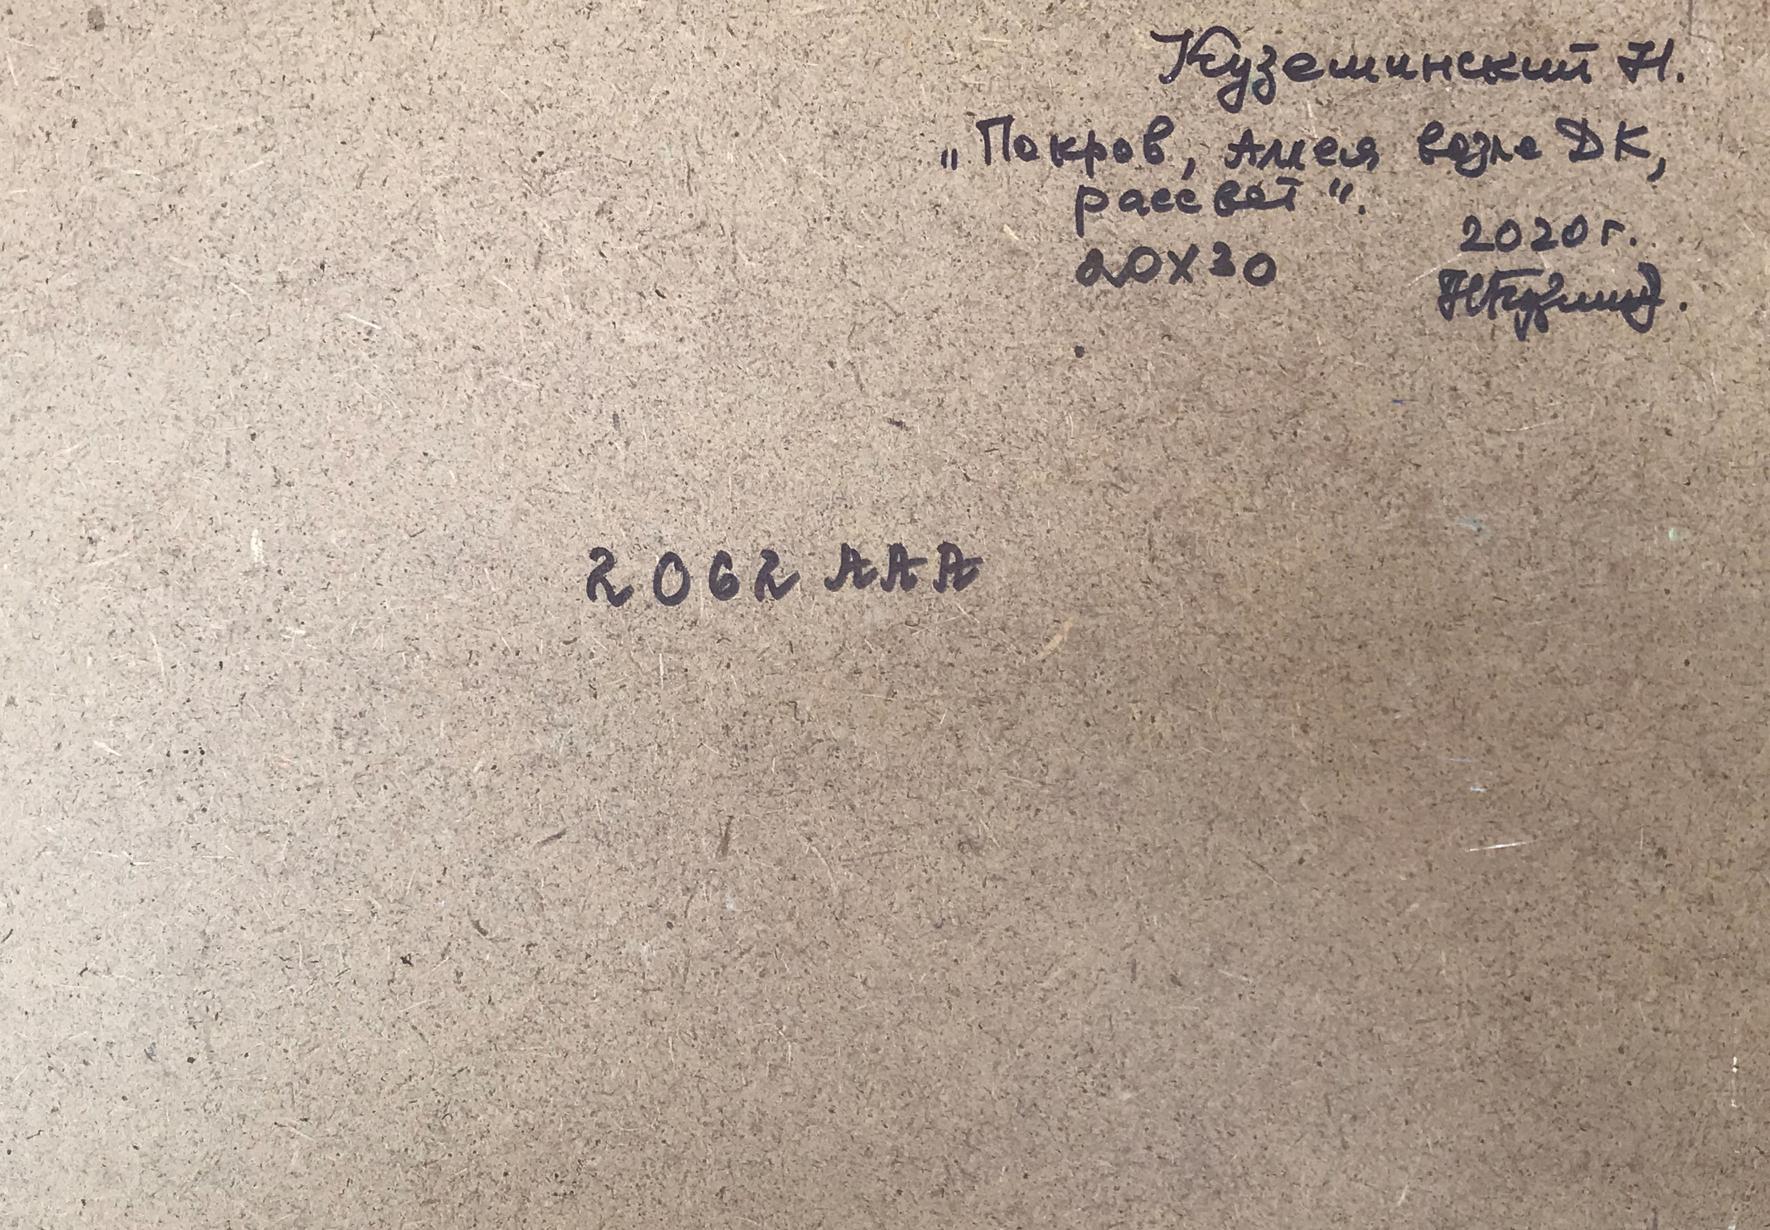 Куземинский Н.
„Покров, Аллея возле ДК,
рассвет".
2020г.
20х30
2062 ААА